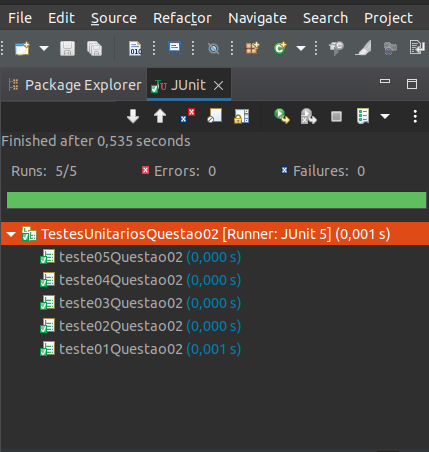 File Edit Source Refactor Navigate Search Project
010
Package Explorer JUnit
Finished after 0,535 seconds
Runs: 5/5 Errors: 0 Failures: 0
TestesUnitariosQuestao02 [Runner: JUnit 5] (0,001 s)
teste05Questao02 (0,000 s)
teste04Questao02 (0,000 s)
teste03Questao02 (0,000 s)
teste02Questao02 (0,000 s)
teste01Questao02 (0,001 s)